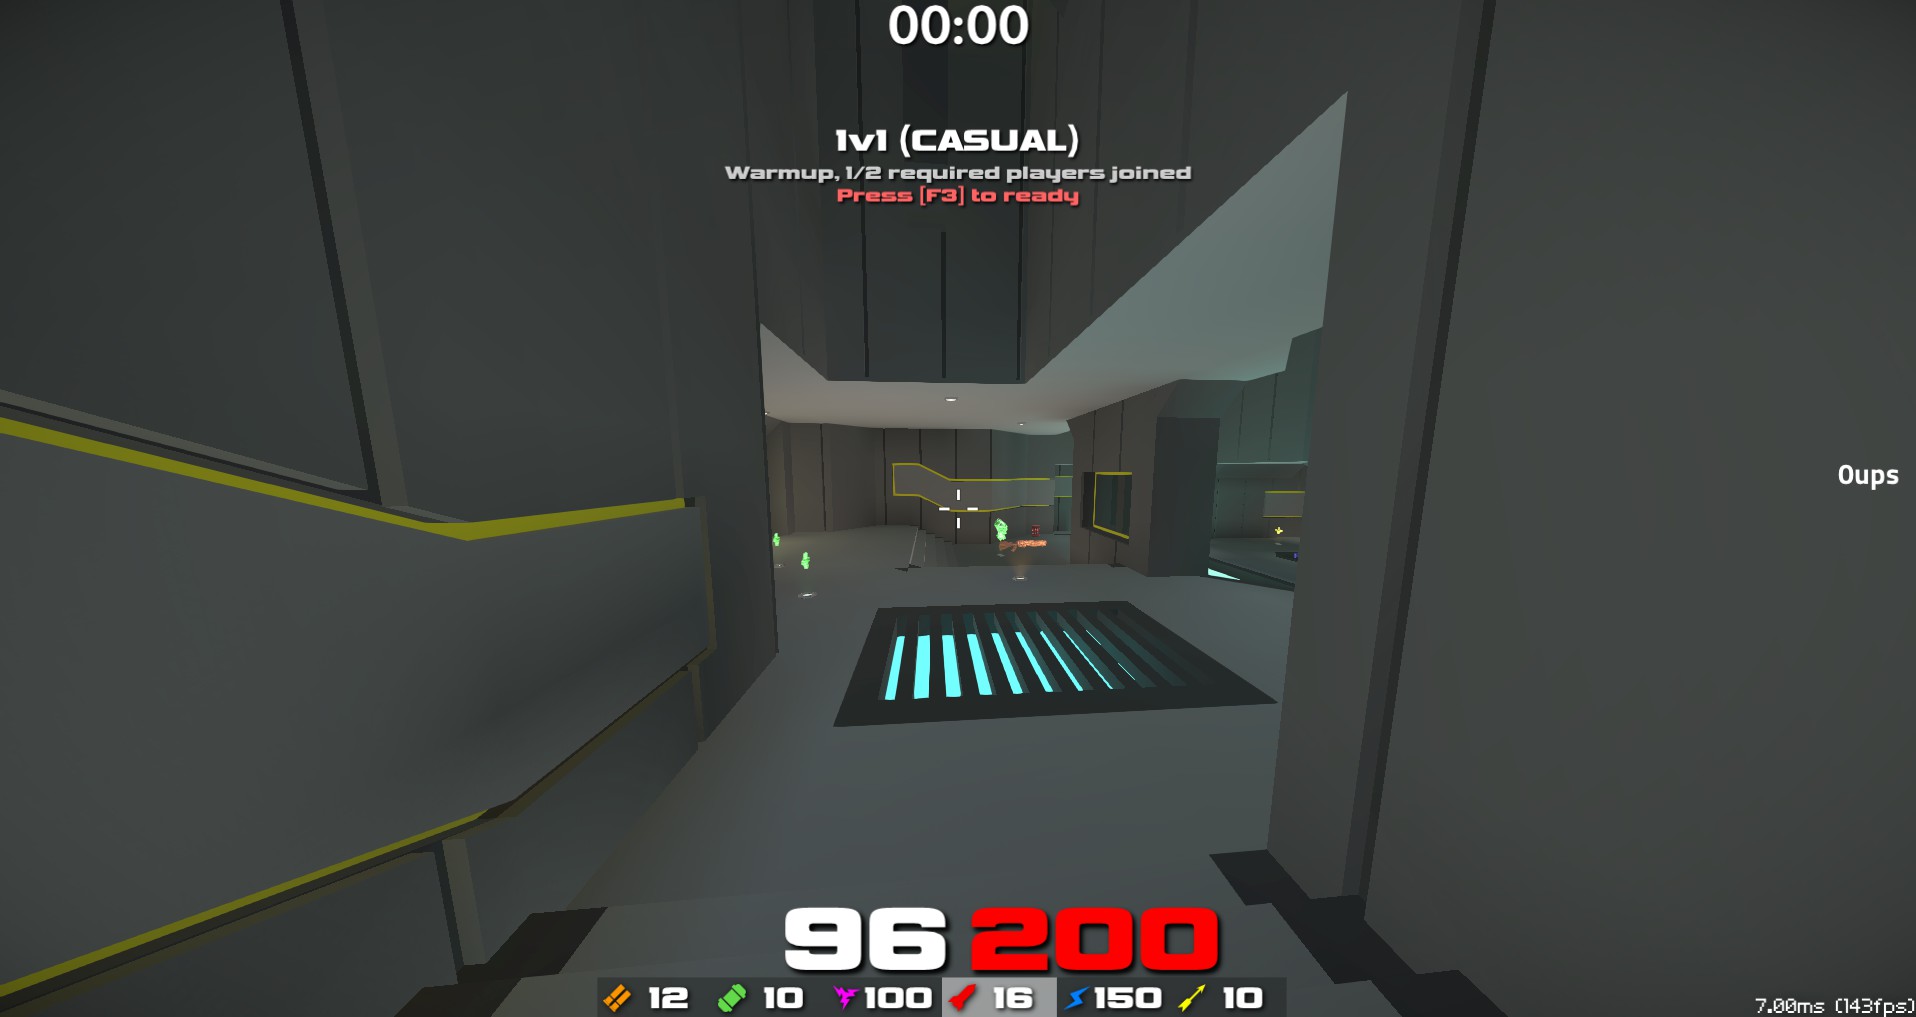 00:00
1v1 (CASUAL)
Warmup, 1/2 required players joined
Press [F3] to ready
Oups
96 200
12 10 100 16 150 10
7.00ms (143fps)